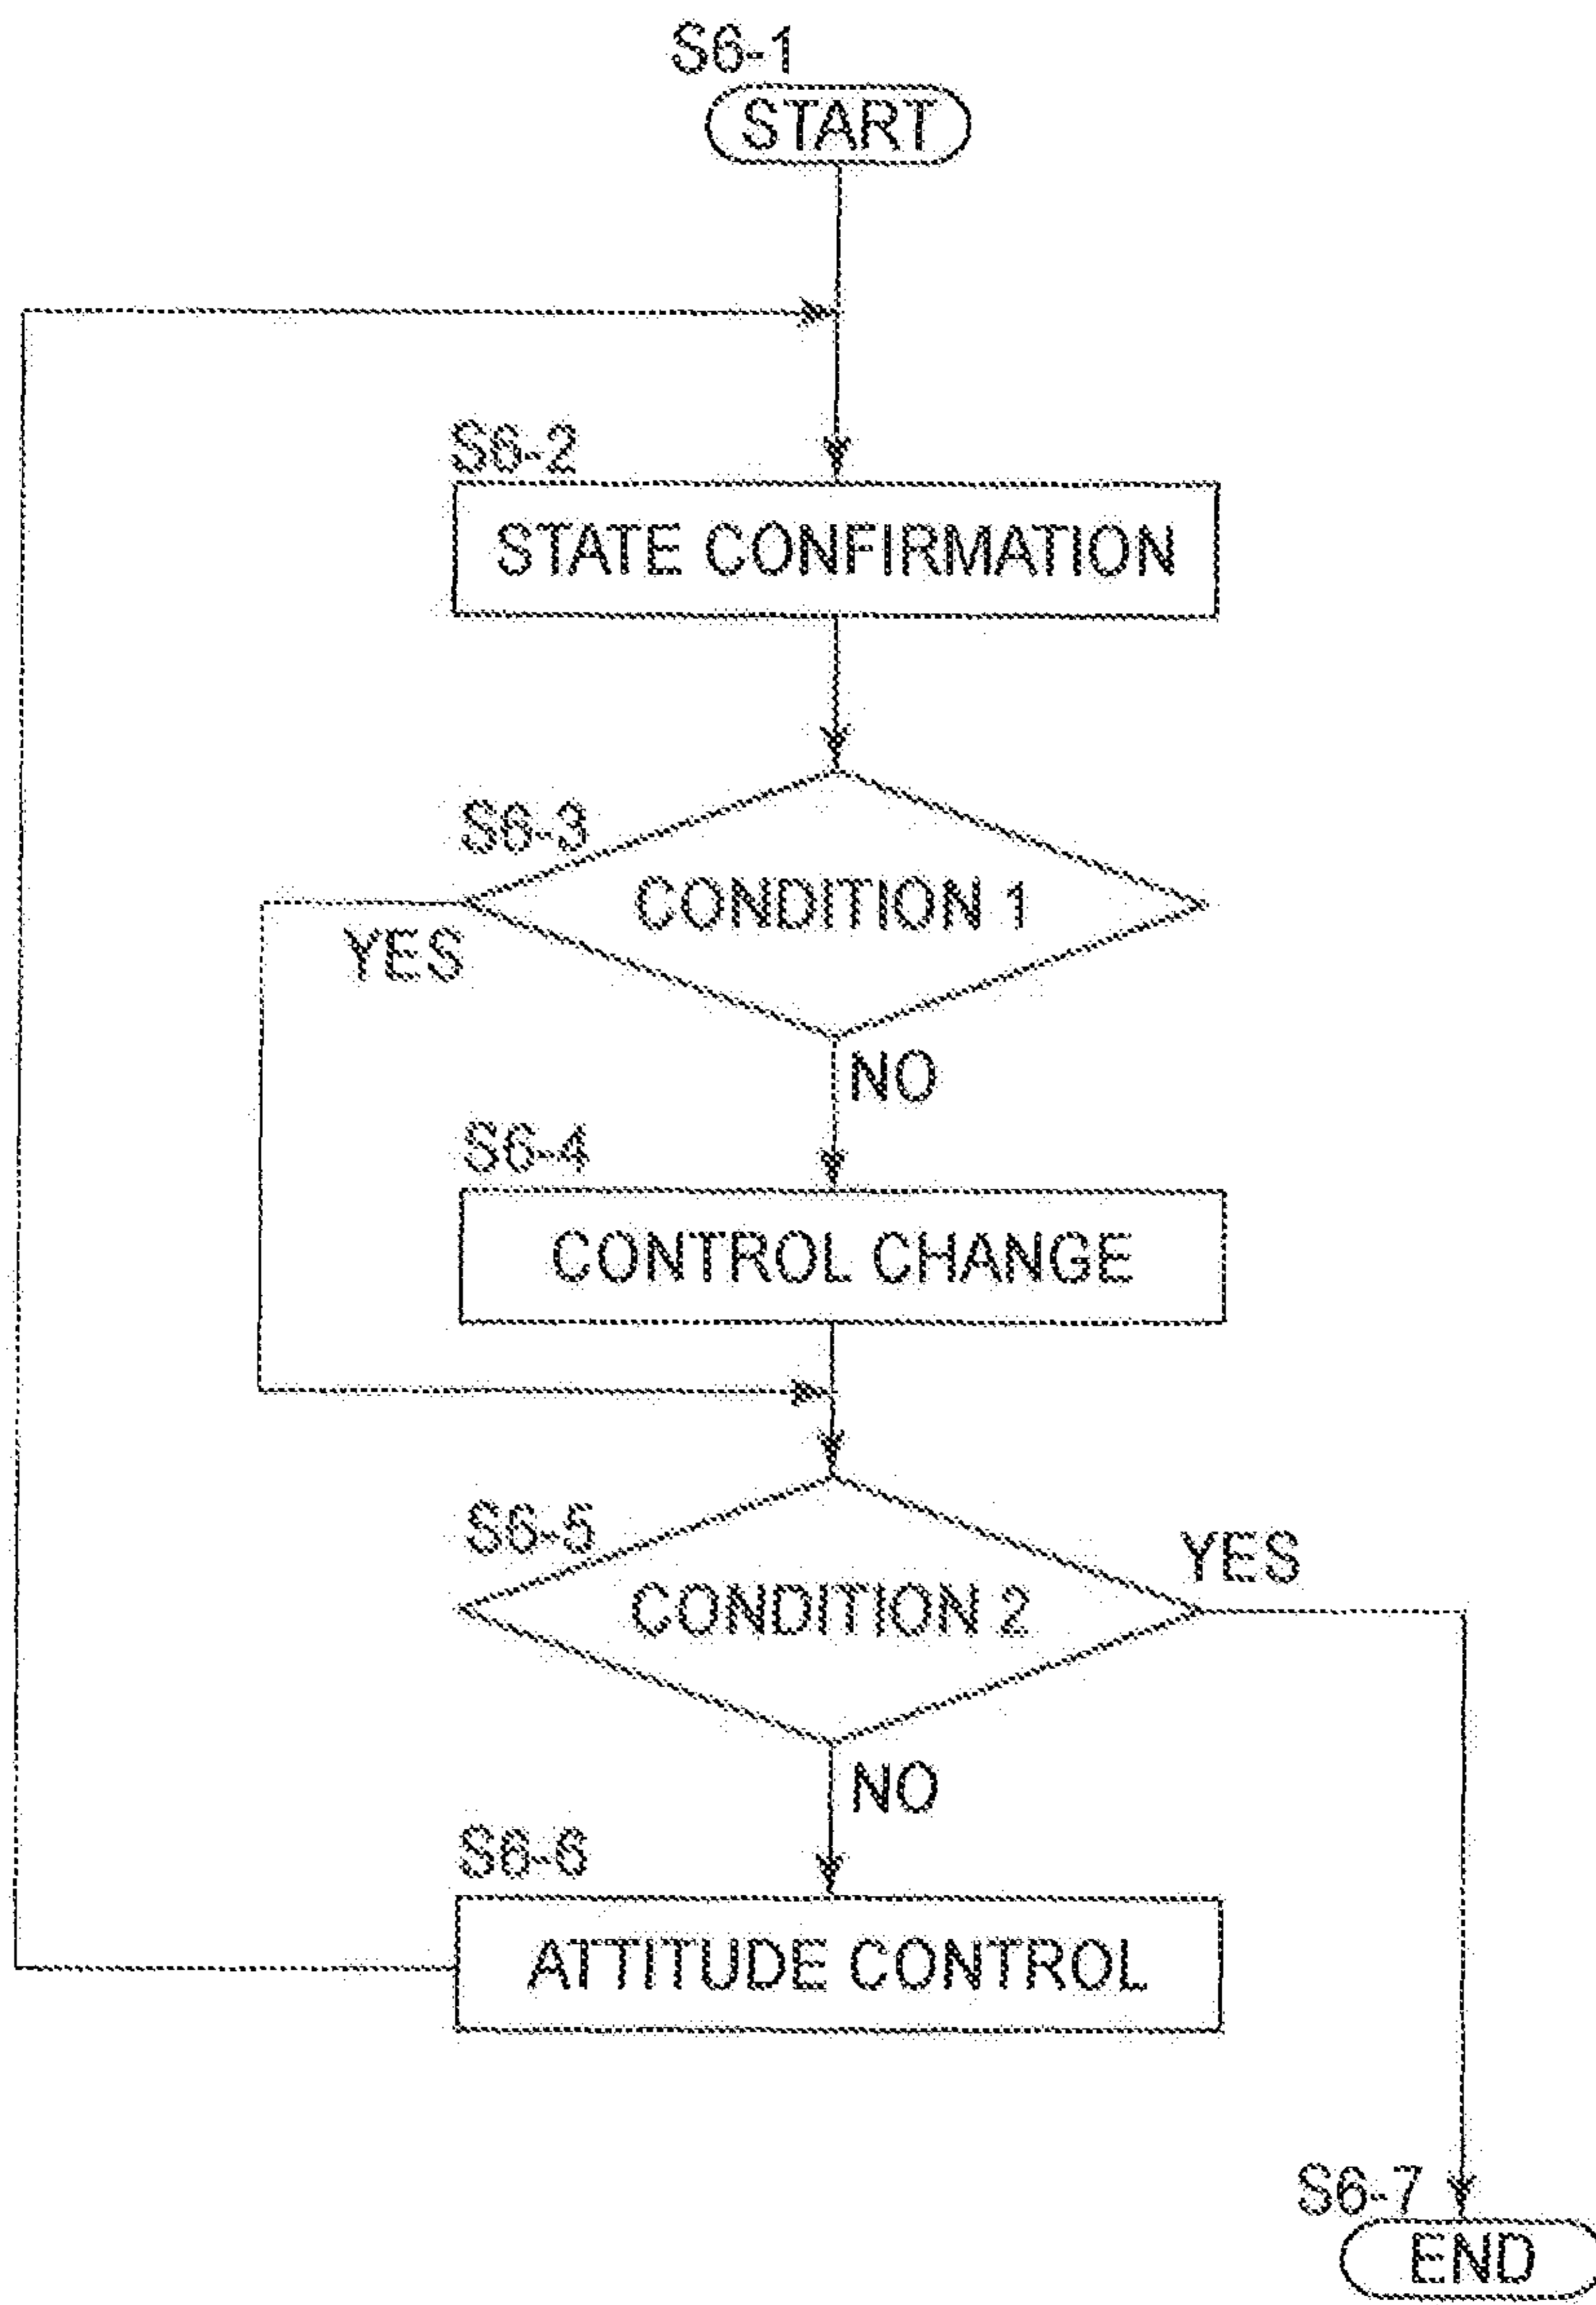 S6-1
START
S6-2
STATE CONFIRMATION
S6-3
CONDITION 1
YES
NO
S6-4
CONTROL CHANGE
S6-5
CONDITION 2
YES
NO
S6-6
ATTITUDE CONTROL
S6-7
END